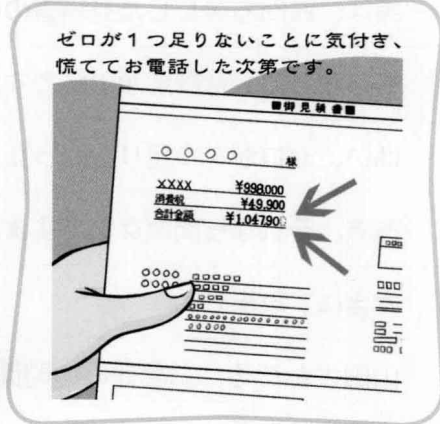 ゼロが1つ足りないことに気付き、
慌ててお電話した次第です。
■御見積書■
○○○○ 様
XXXX ¥998,000
消費税 ¥49,900
合計金額 ¥1,047,900